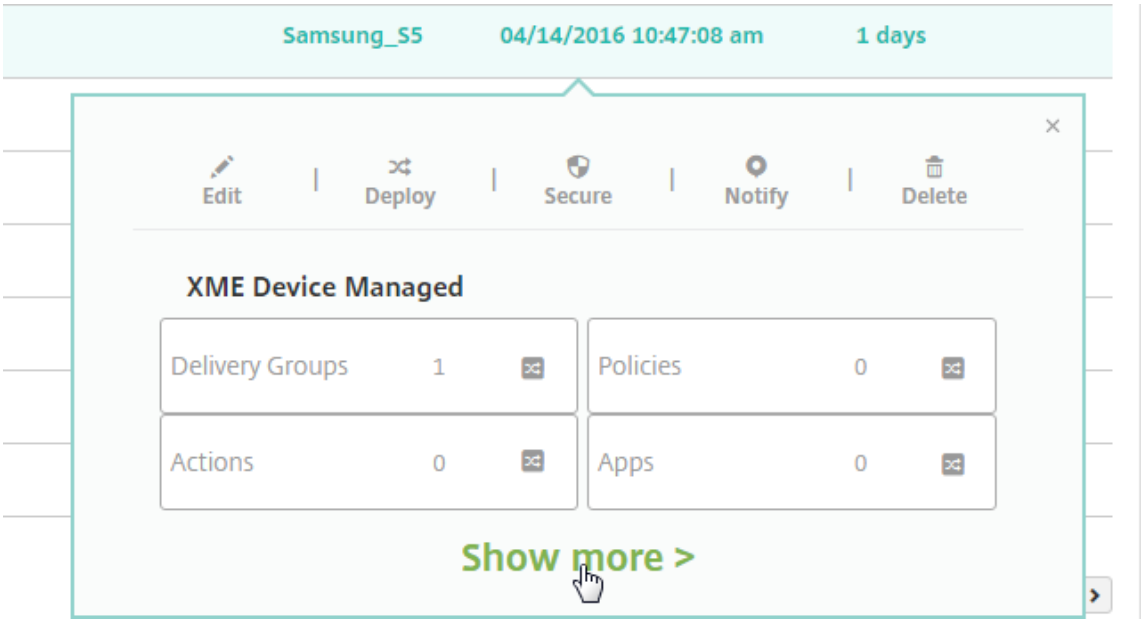 Samsung_S5 04/14/2016 10:47:08 am 1 days
×
Edit | Deploy | Secure | Notify | Delete
XME Device Managed
Delivery Groups 1 Policies 0
Actions 0 Apps 0
Show more >